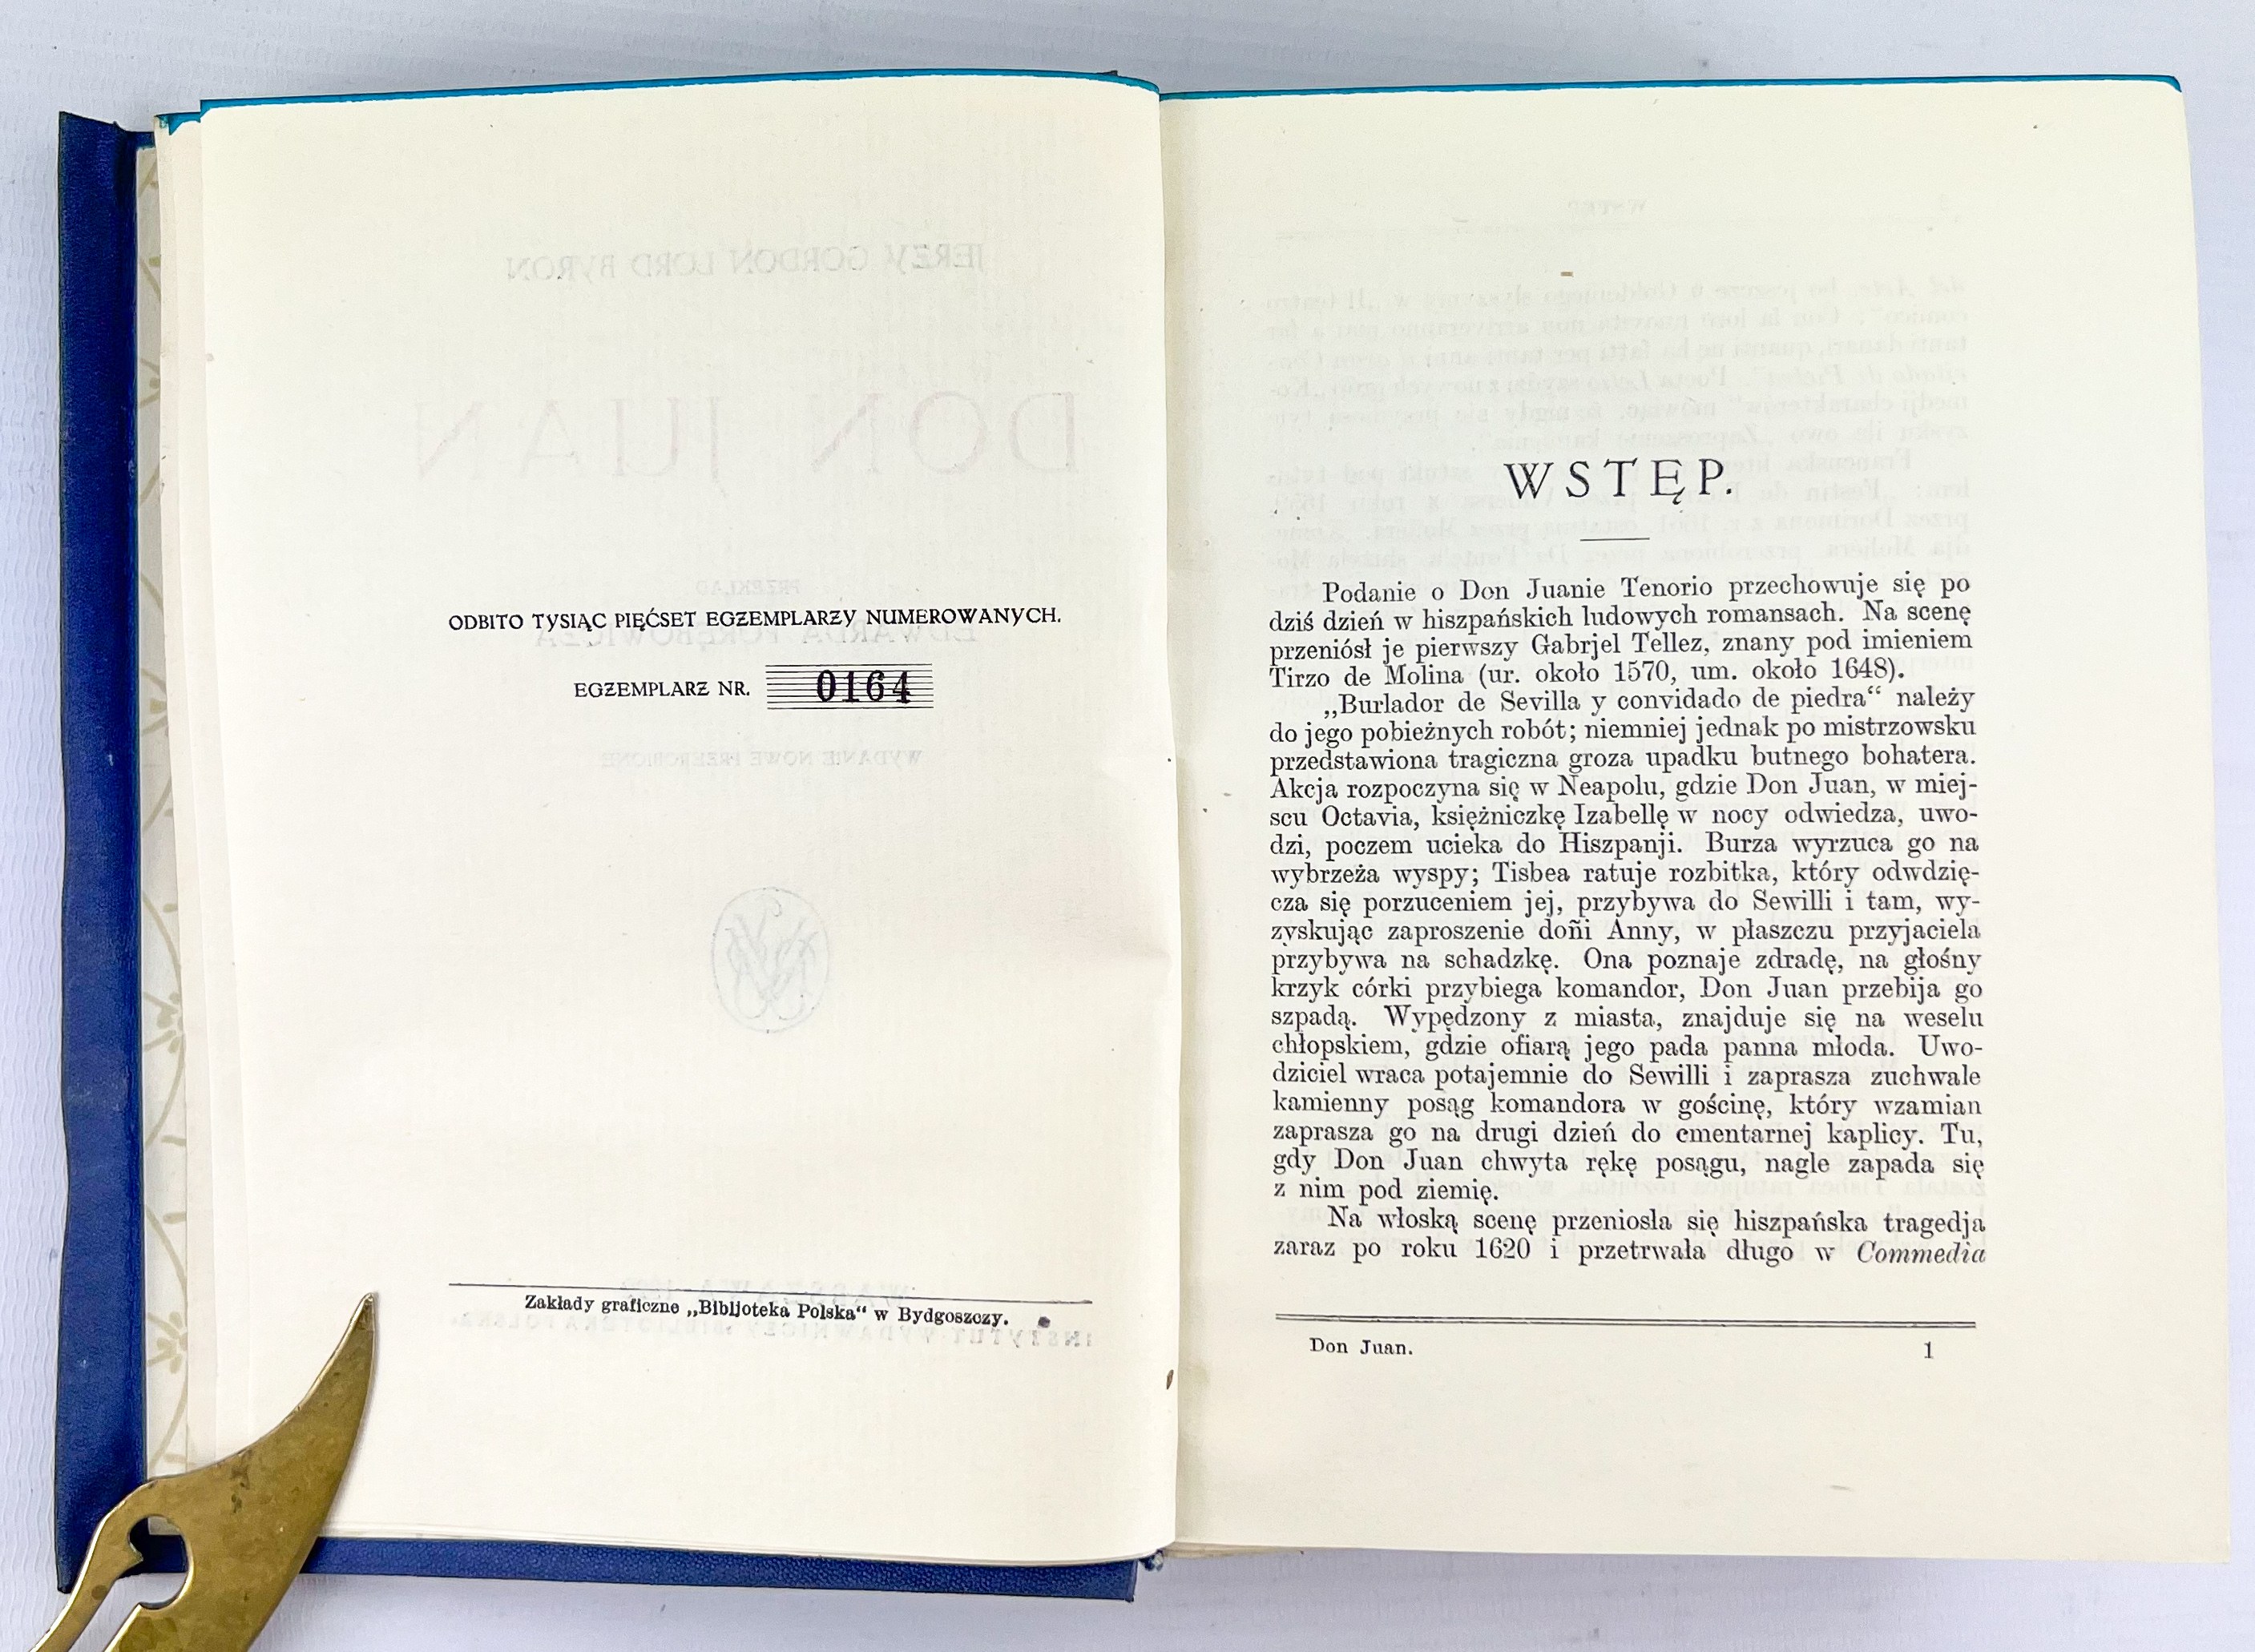 ODBITO TYSIĄC PIĘĆSET EGZEMPLARZY NUMEROWANYCH.
EGZEMPLARZ NR. 0164
Zakłady graficzne „Bibljoteka Polska“ w Bydgoszczy.
WSTĘP.
Podanie o Don Juanie Tenorio przechowuje się po
dziś dzień w hiszpańskich ludowych romansach. Na scenę
przeniósł je pierwszy Gabrjel Tellez, znany pod imieniem
Tirzo de Molina (ur. około 1570, um. około 1648).
„Burlador de Sevilla y convidado de piedra“ należy
do jego pobieżnych robót; niemniej jednak po mistrzowsku
przedstawiona tragiczna groza upadku butnego bohatera.
Akcja rozpoczyna się w Neapolu, gdzie Don Juan, w miej-
scu Octavia, księżniczkę Izabellę w nocy odwiedza, uwo-
dzi, poczem ucieka do Hiszpanji. Burza wyrzuca go na
wybrzeża wyspy; Tisbea ratuje rozbitka, który odwdzię-
cza się porzuceniem jej, przybywa do Sewilli i tam, wy-
zyskując zaproszenie doñi Anny, w płaszczu przyjaciela
przybywa na schadzkę. Ona poznaje zdradę, na głośny
krzyk córki przybiega komandor, Don Juan przebija go
szpadą. Wypędzony z miasta, znajduje się na weselu
chłopskiem, gdzie ofiarą jego pada panna młoda. Uwo-
dziciel wraca potajemnie do Sewilli i zaprasza zuchwale
kamienny posąg komandora w gościnę, który wzamian
zaprasza go na drugi dzień do cmentarnej kaplicy. Tu,
gdy Don Juan chwyta rękę posągu, nagle zapada się
z nim pod ziemię.
Na włoską scenę przeniosła się hiszpańska tragedja
zaraz po roku 1620 i przetrwała długo w Commedia
Don Juan. 1